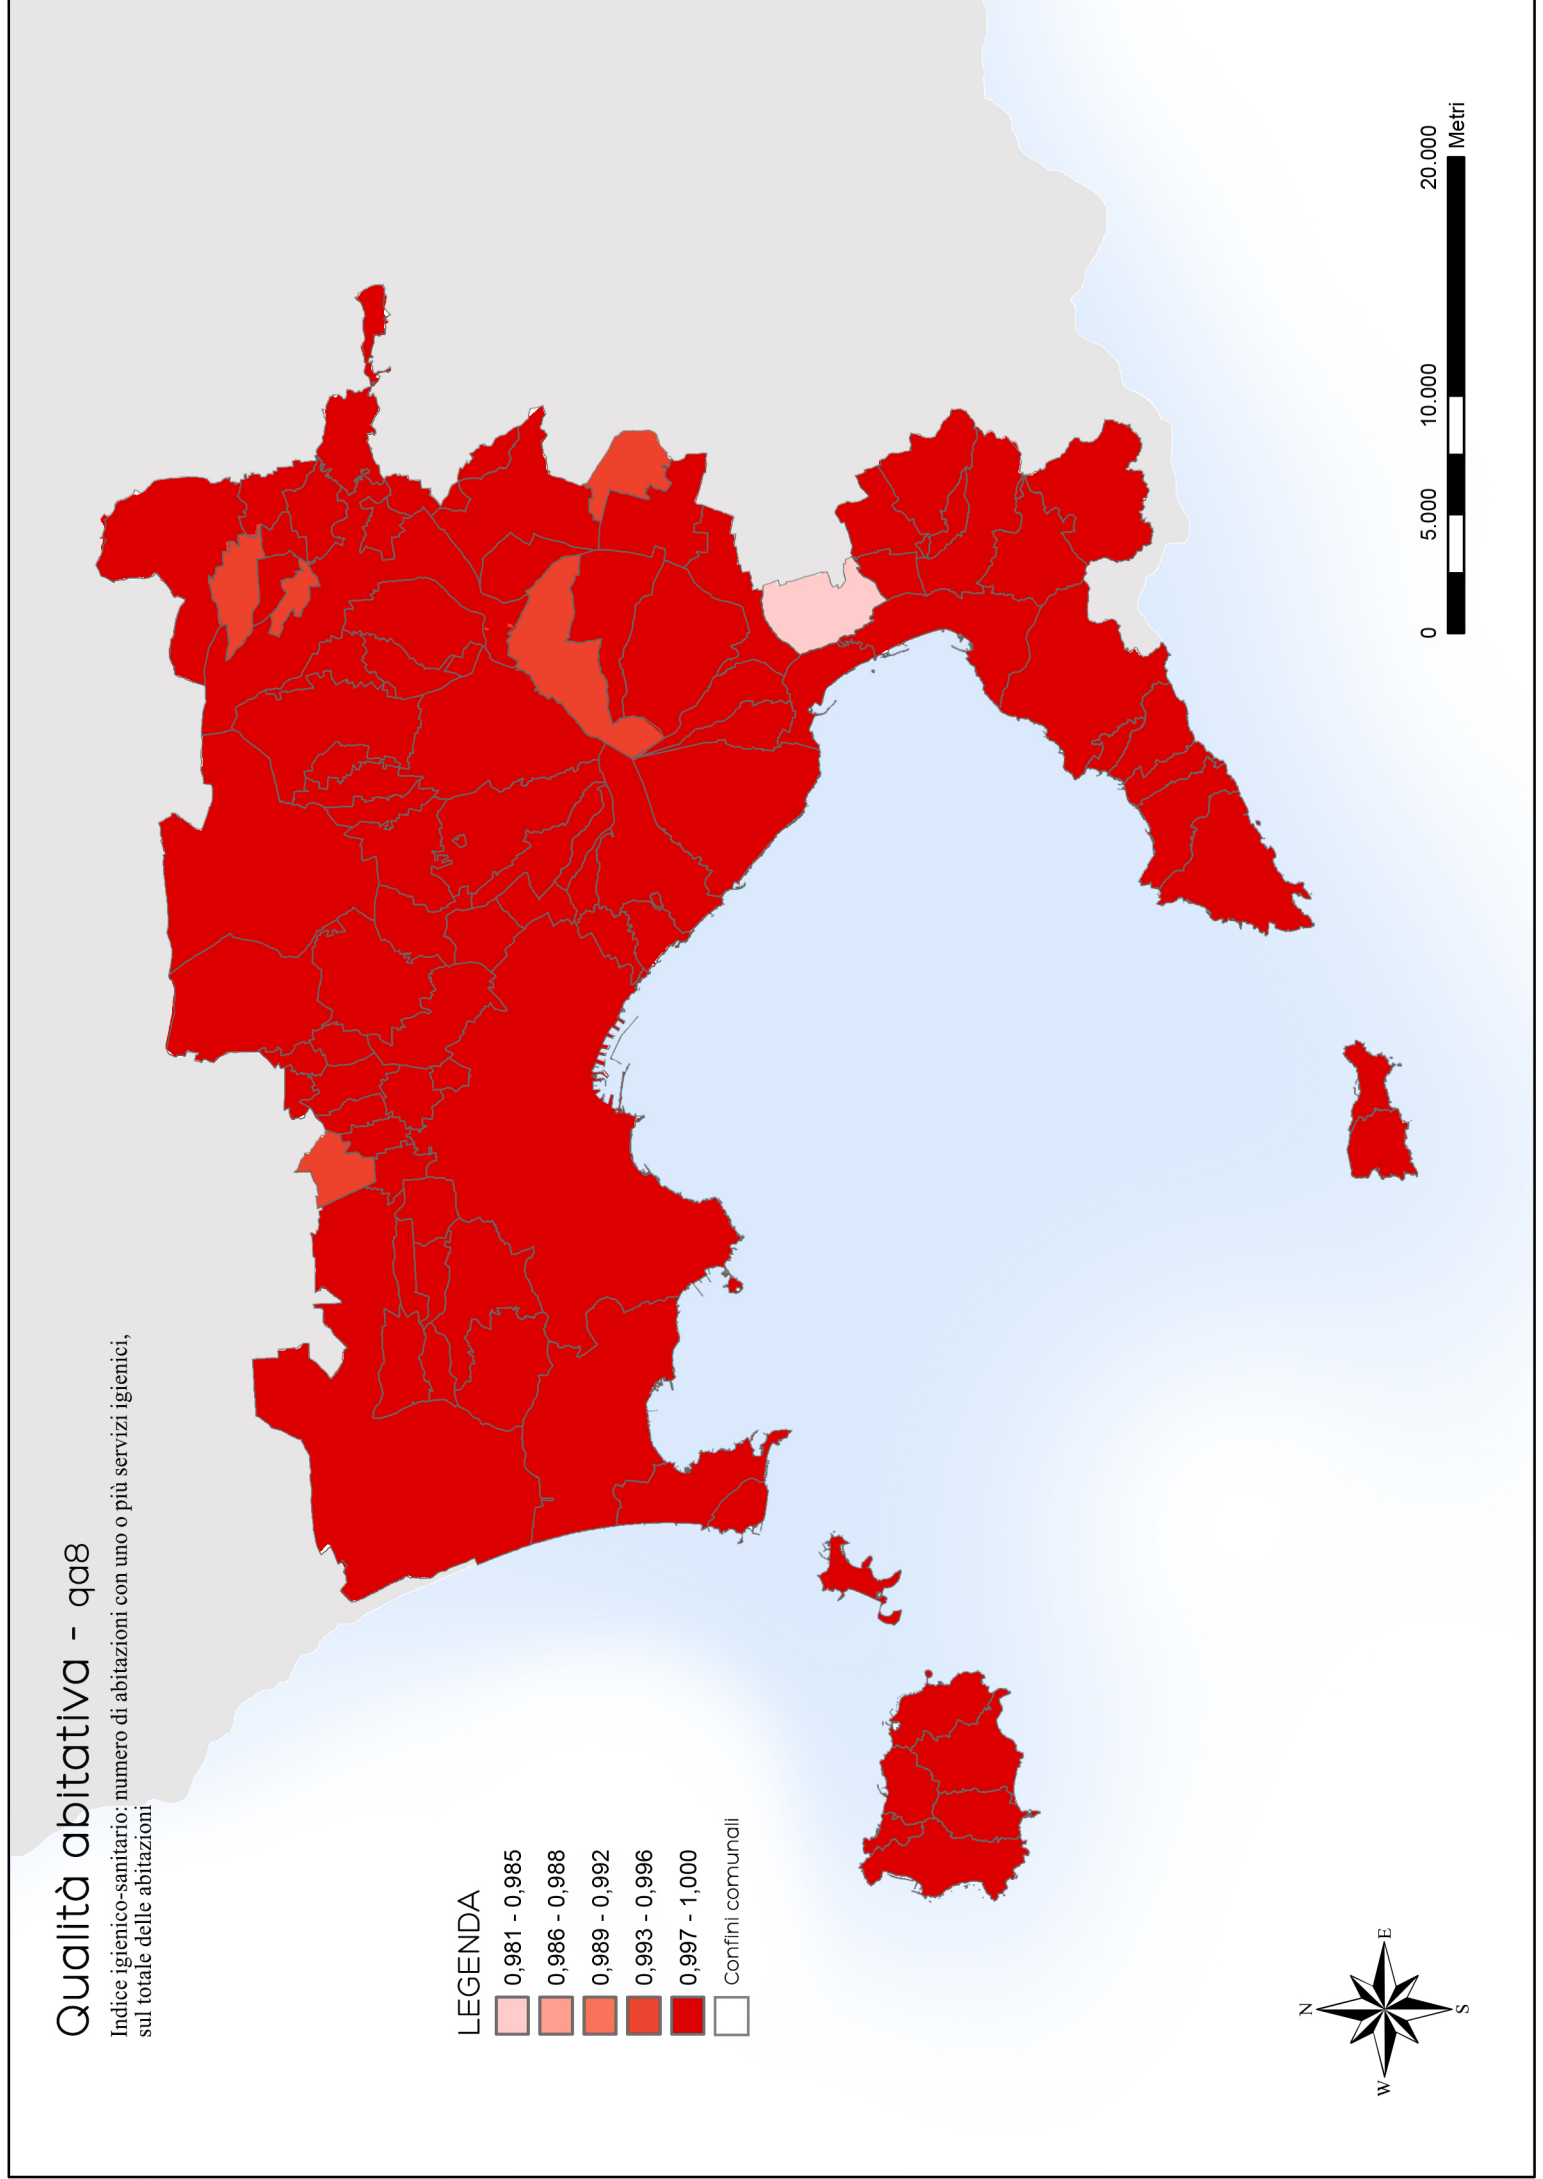 Qualità abitativa - qa8
Indice igienico-sanitario: numero di abitazioni con uno o più servizi igienici,
sul totale delle abitazioni
LEGENDA
0,981 - 0,985
0,986 - 0,988
0,989 - 0,992
0,993 - 0,996
0,997 - 1,000
Confini comunali
N
W
E
S
0
5.000
10.000
20.000
Metri